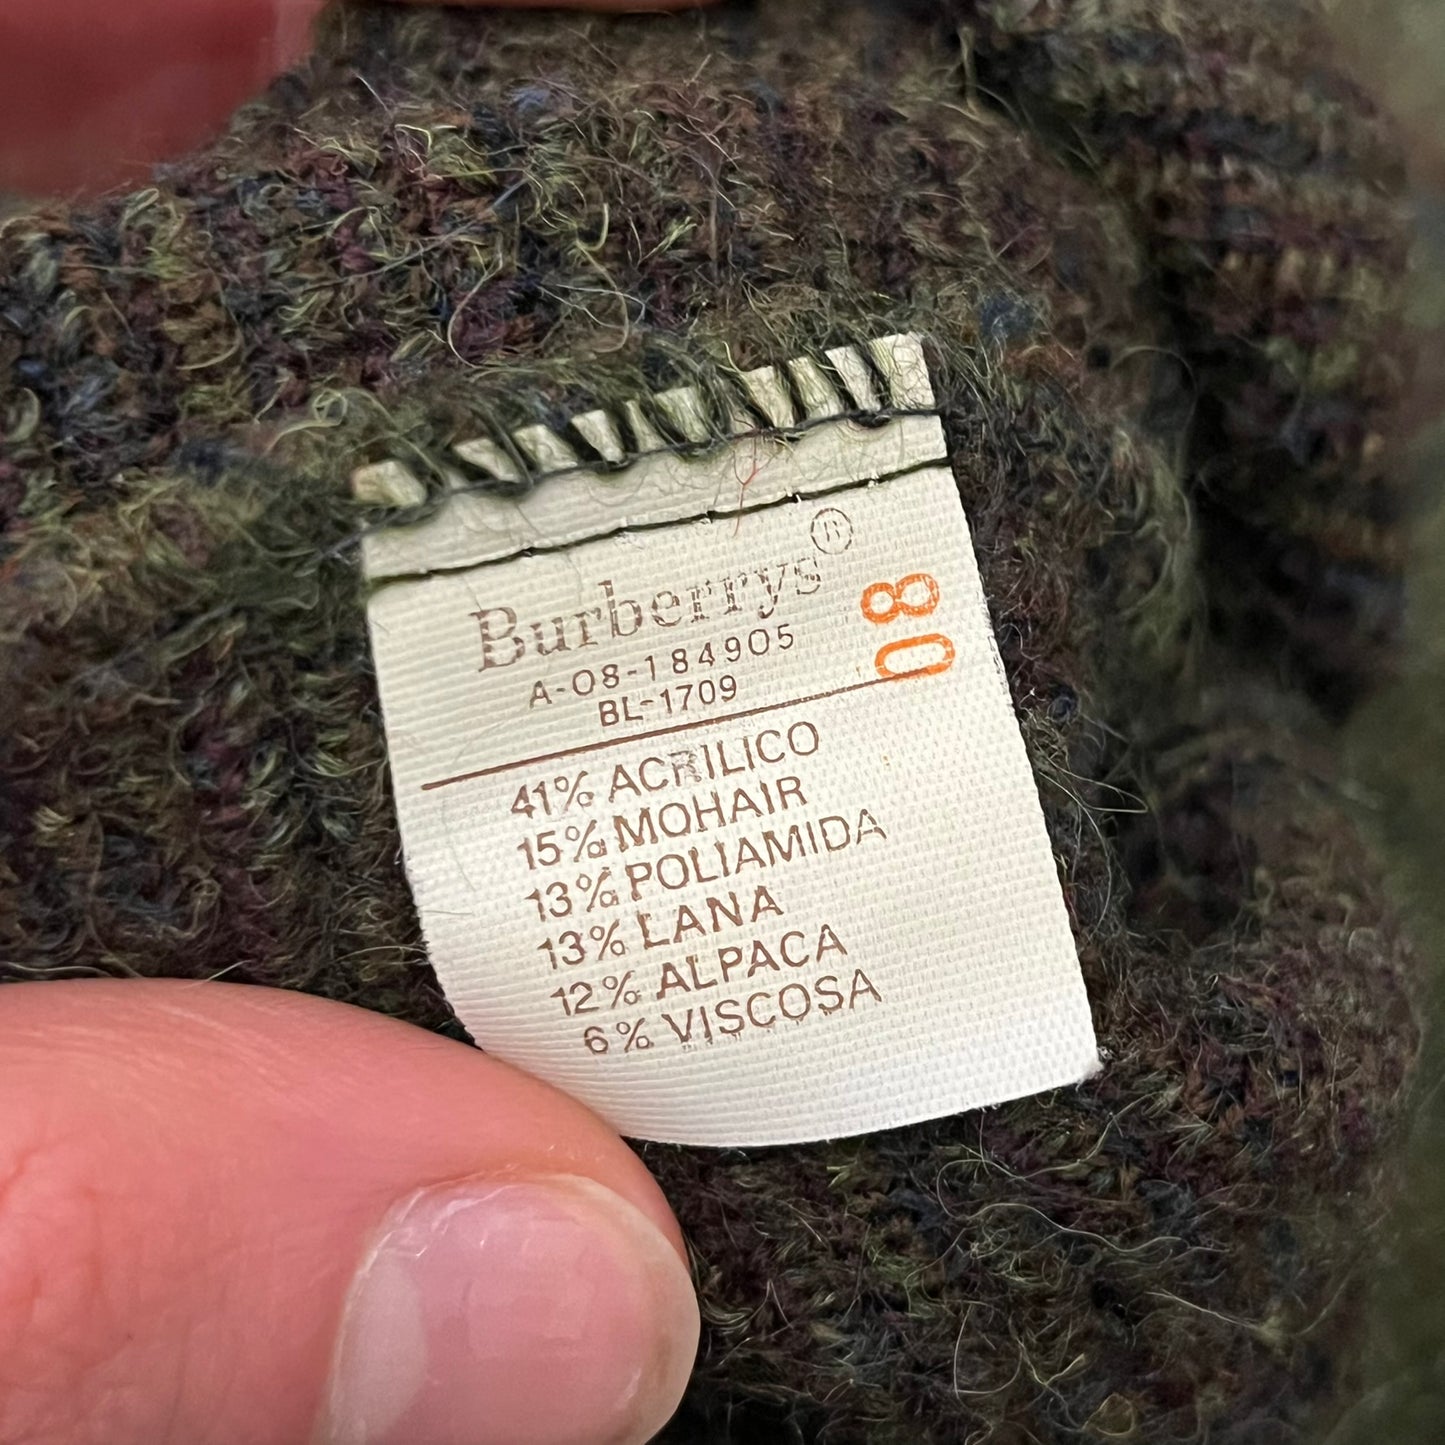 Burberrys®
A-08-184905
BL-1709
08
41% ACRILICO
15% MOHAIR
13% POLIAMIDA
13% LANA
12% ALPACA
6% VISCOSA